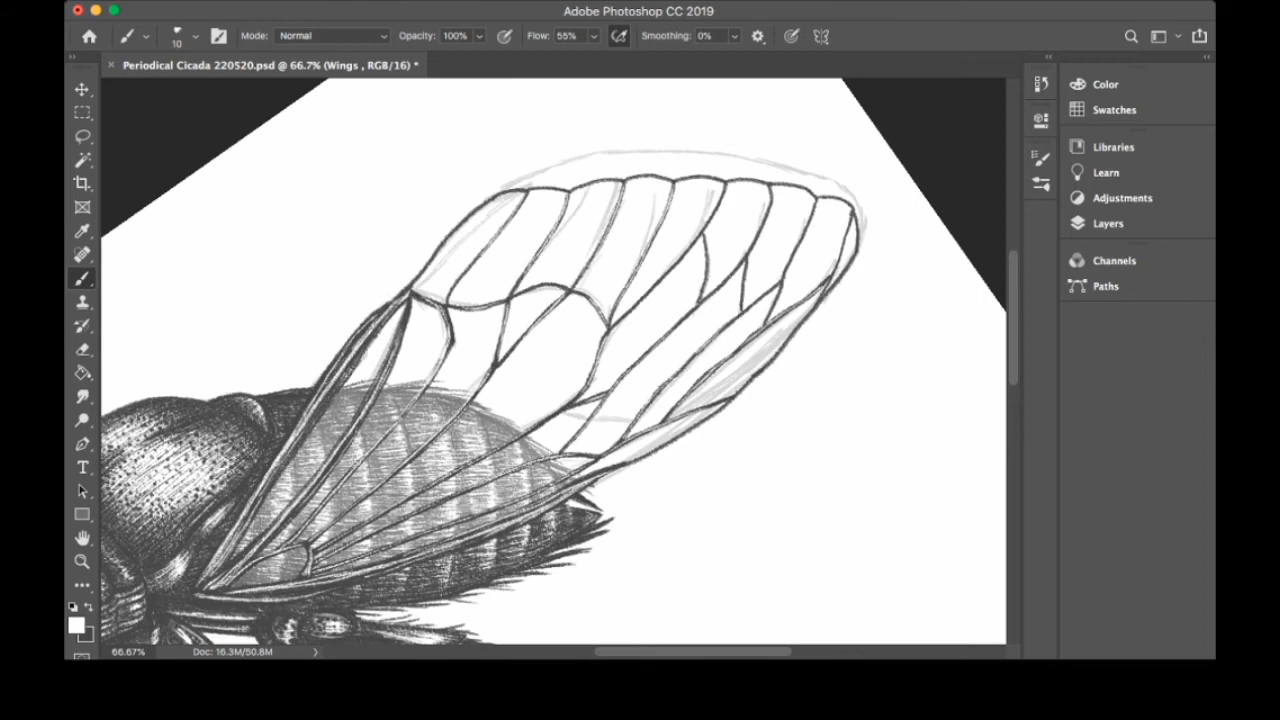 Adobe Photoshop CC 2019
10 Mode: Normal Opacity: 100% Flow: 55% Smoothing: 0%
Periodical Cicada 220520.psd @ 66.7% (Wings , RGB/16) *
Color
Swatches
Libraries
Learn
Adjustments
Layers
Channels
Paths
66.67% Doc: 16.3M/50.8M